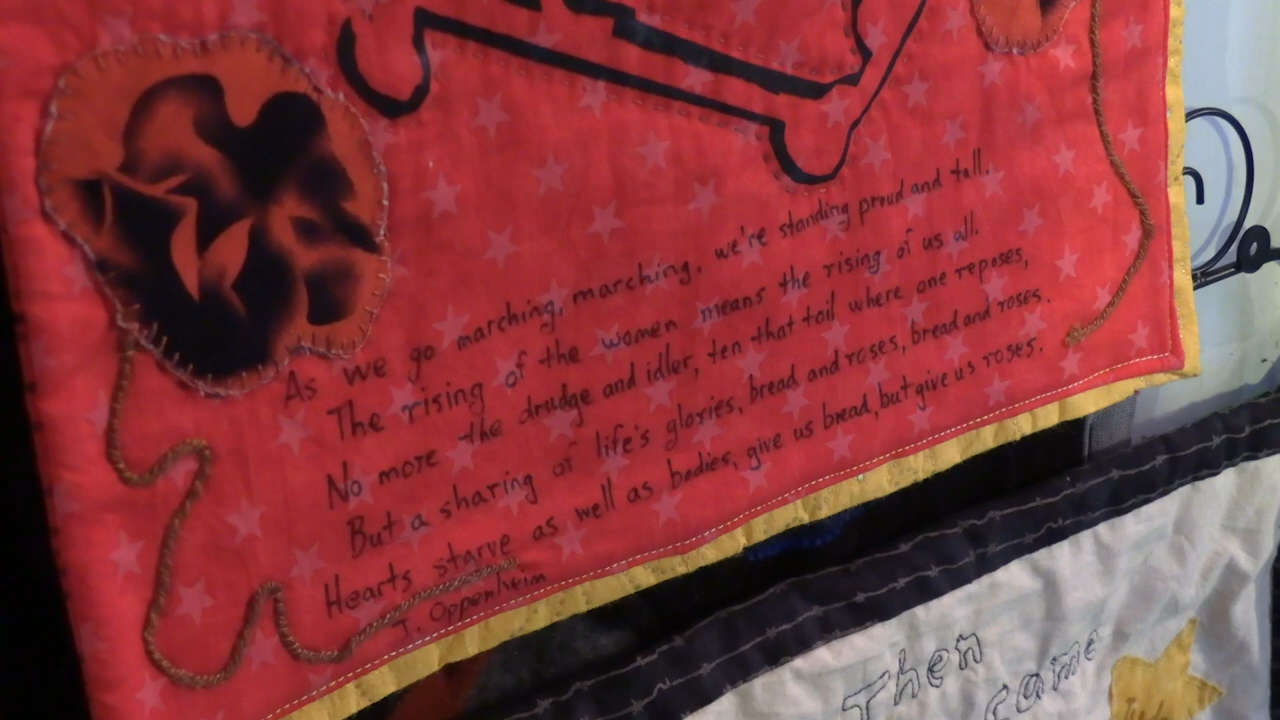 As we go marching, marching, we're standing proud and tall.
The rising of the women means the rising of us all.
No more the drudge and idler, ten that toil where one reposes,
But a sharing of life's glories, bread and roses, bread and roses.
Hearts starve as well as bodies, give us bread, but give us roses.
J. Oppenheim
Then
came